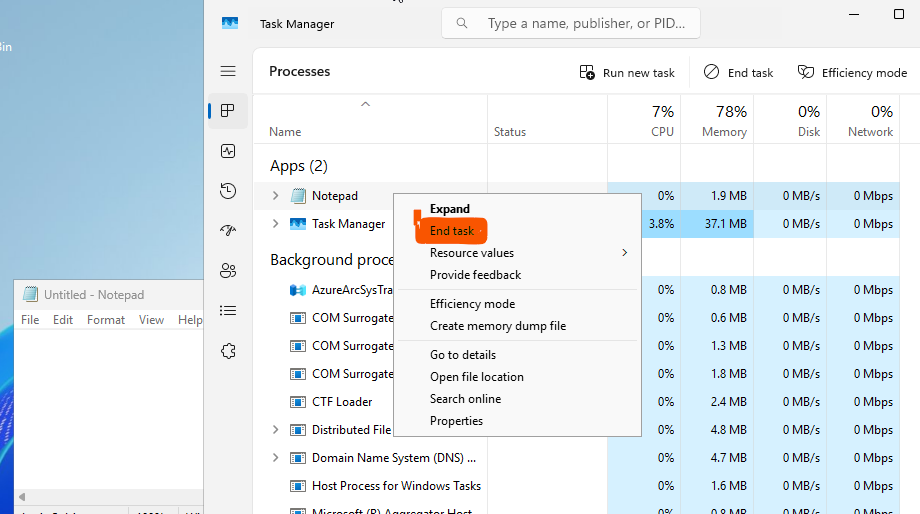 Bin
Task Manager
Type a name, publisher, or PID...
Processes
Run new task
End task
Efficiency mode
7% 78% 0% 0%
Name Status CPU Memory Disk Network
Apps (2)
Notepad 0% 1.9 MB 0 MB/s 0 Mbps
Task Manager 3.8% 37.1 MB 0 MB/s 0 Mbps
Background proce
AzureArcSysTra 0% 0.8 MB 0 MB/s 0 Mbps
COM Surrogate 0% 0.6 MB 0 MB/s 0 Mbps
COM Surrogate 0% 1.3 MB 0 MB/s 0 Mbps
COM Surrogate 0% 1.8 MB 0 MB/s 0 Mbps
CTF Loader 0% 2.4 MB 0 MB/s 0 Mbps
Distributed File 0% 4.8 MB 0 MB/s 0 Mbps
Domain Name System (DNS) ... 0% 4.7 MB 0 MB/s 0 Mbps
Host Process for Windows Tasks 0% 1.6 MB 0 MB/s 0 Mbps
Microsoft (R) Aggregator Host 0% 0.8 MB 0 MB/s 0 Mbps
Expand
End task
Resource values
Provide feedback
Efficiency mode
Create memory dump file
Go to details
Open file location
Search online
Properties
Untitled - Notepad
File Edit Format View Help